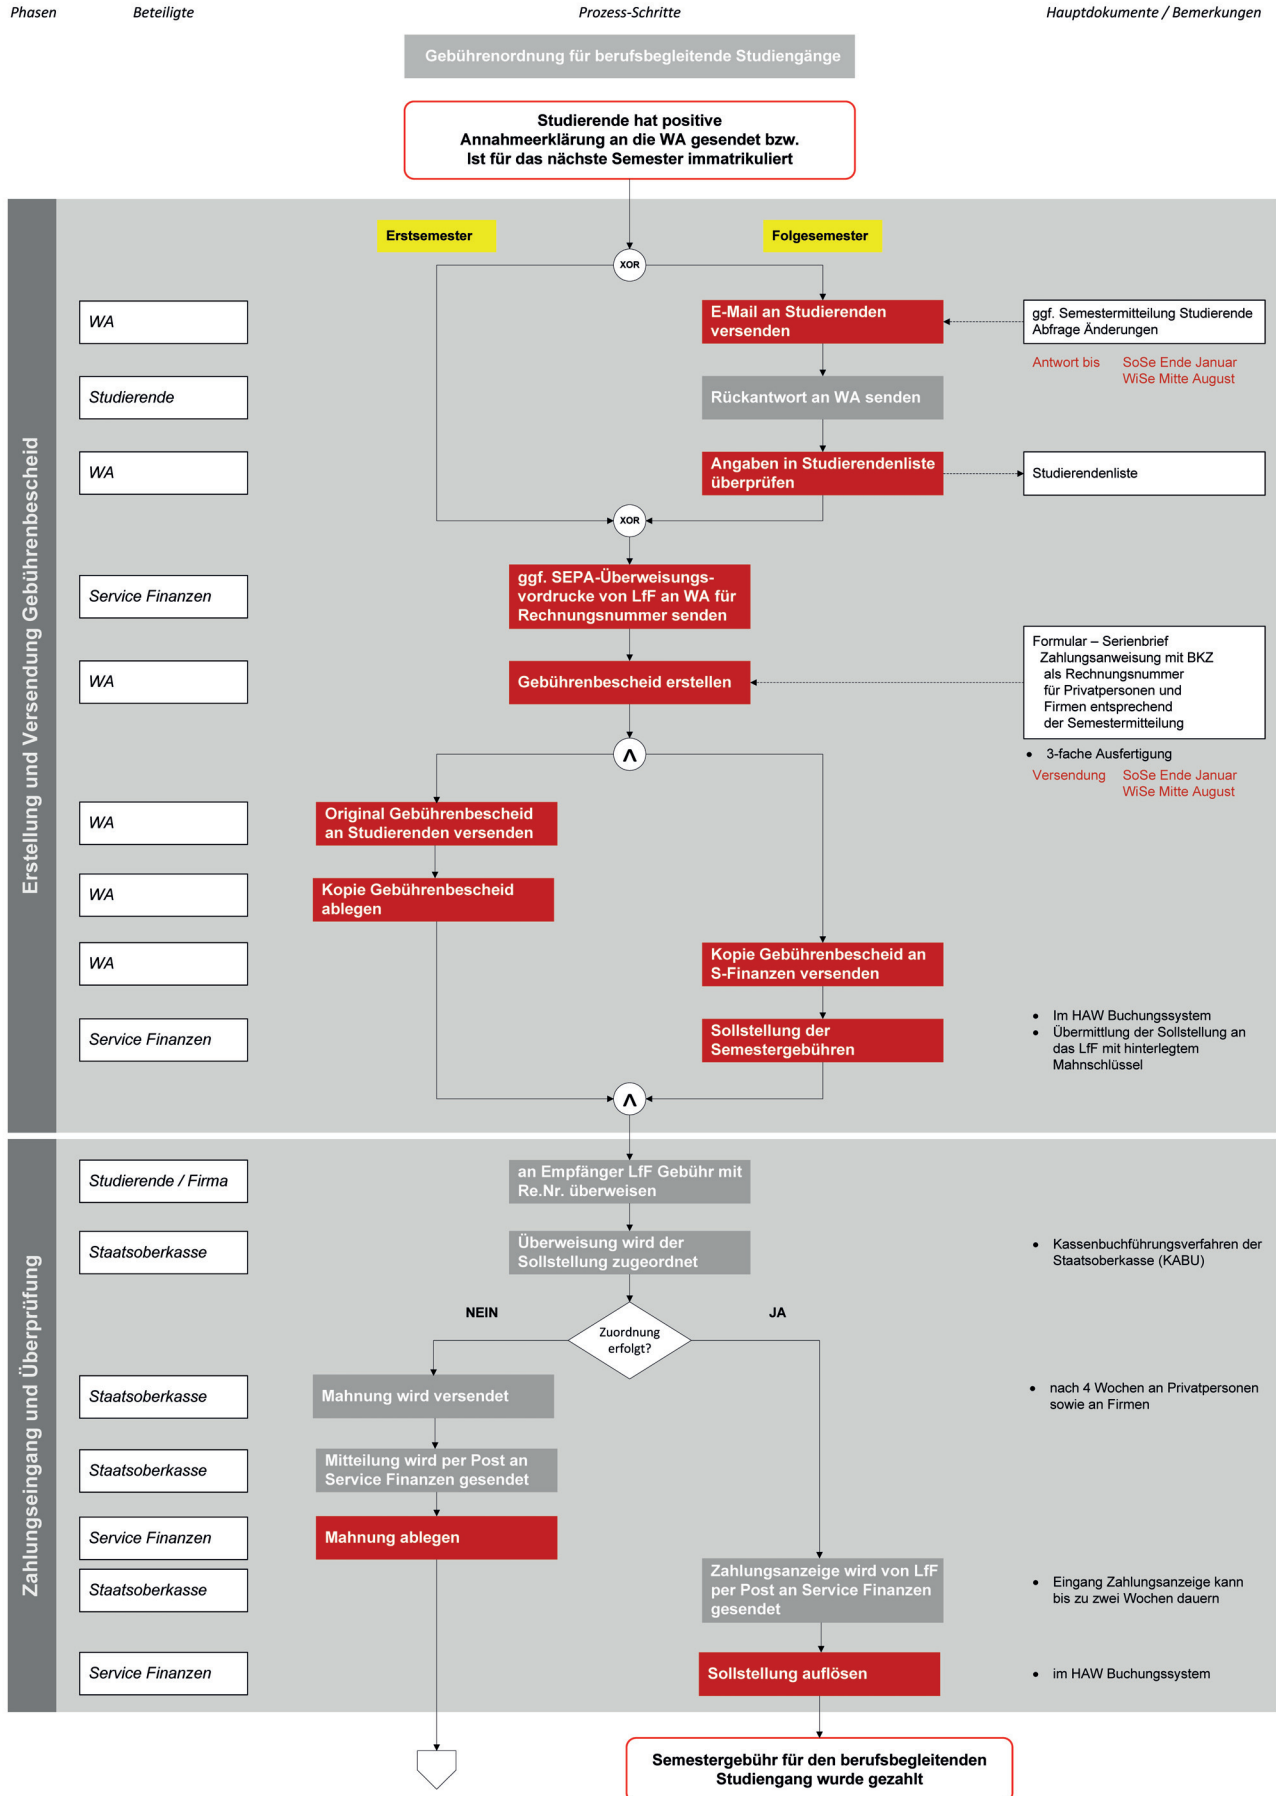 Phasen
Beteiligte
Prozess-Schritte
Hauptdokumente / Bemerkungen
Gebührenordnung für berufsbegleitende Studiengänge
Studierende hat positive
Annahmeerklärung an die WA gesendet bzw.
Ist für das nächste Semester immatrikuliert
Erstellung und Versendung Gebührenbescheid
Erstsemester
Folgesemester
XOR
WA
E-Mail an Studierenden
versenden
ggf. Semestermitteilung Studierende
Abfrage Änderungen
Antwort bis SoSe Ende Januar
WiSe Mitte August
Studierende
Rückantwort an WA senden
WA
Angaben in Studierendenliste
überprüfen
Studierendenliste
XOR
Service Finanzen
ggf. SEPA-Überweisungs-
vordrucke von LfF an WA für
Rechnungsnummer senden
WA
Gebührenbescheid erstellen
Formular – Serienbrief
Zahlungsanweisung mit BKZ
als Rechnungsnummer
für Privatpersonen und
Firmen entsprechend
der Semestermitteilung
• 3-fache Ausfertigung
Versendung SoSe Ende Januar
WiSe Mitte August
Λ
WA
Original Gebührenbescheid
an Studierenden versenden
WA
Kopie Gebührenbescheid
ablegen
WA
Kopie Gebührenbescheid an
S-Finanzen versenden
Service Finanzen
Sollstellung der
Semestergebühren
• Im HAW Buchungssystem
• Übermittlung der Sollstellung an
das LfF mit hinterlegtem
Mahnschlüssel
Λ
Zahlungseingang und Überprüfung
Studierende / Firma
an Empfänger LfF Gebühr mit
Re.Nr. überweisen
Staatsoberkasse
Überweisung wird der
Sollstellung zugeordnet
• Kassenbuchführungsverfahren der
Staatsoberkasse (KABU)
NEIN
JA
Zuordnung
erfolgt?
Staatsoberkasse
Mahnung wird versendet
• nach 4 Wochen an Privatpersonen
sowie an Firmen
Staatsoberkasse
Mitteilung wird per Post an
Service Finanzen gesendet
Service Finanzen
Mahnung ablegen
Staatsoberkasse
Zahlungsanzeige wird von LfF
per Post an Service Finanzen
gesendet
• Eingang Zahlungsanzeige kann
bis zu zwei Wochen dauern
Service Finanzen
Sollstellung auflösen
• im HAW Buchungssystem
Semestergebühr für den berufsbegleitenden
Studiengang wurde gezahlt